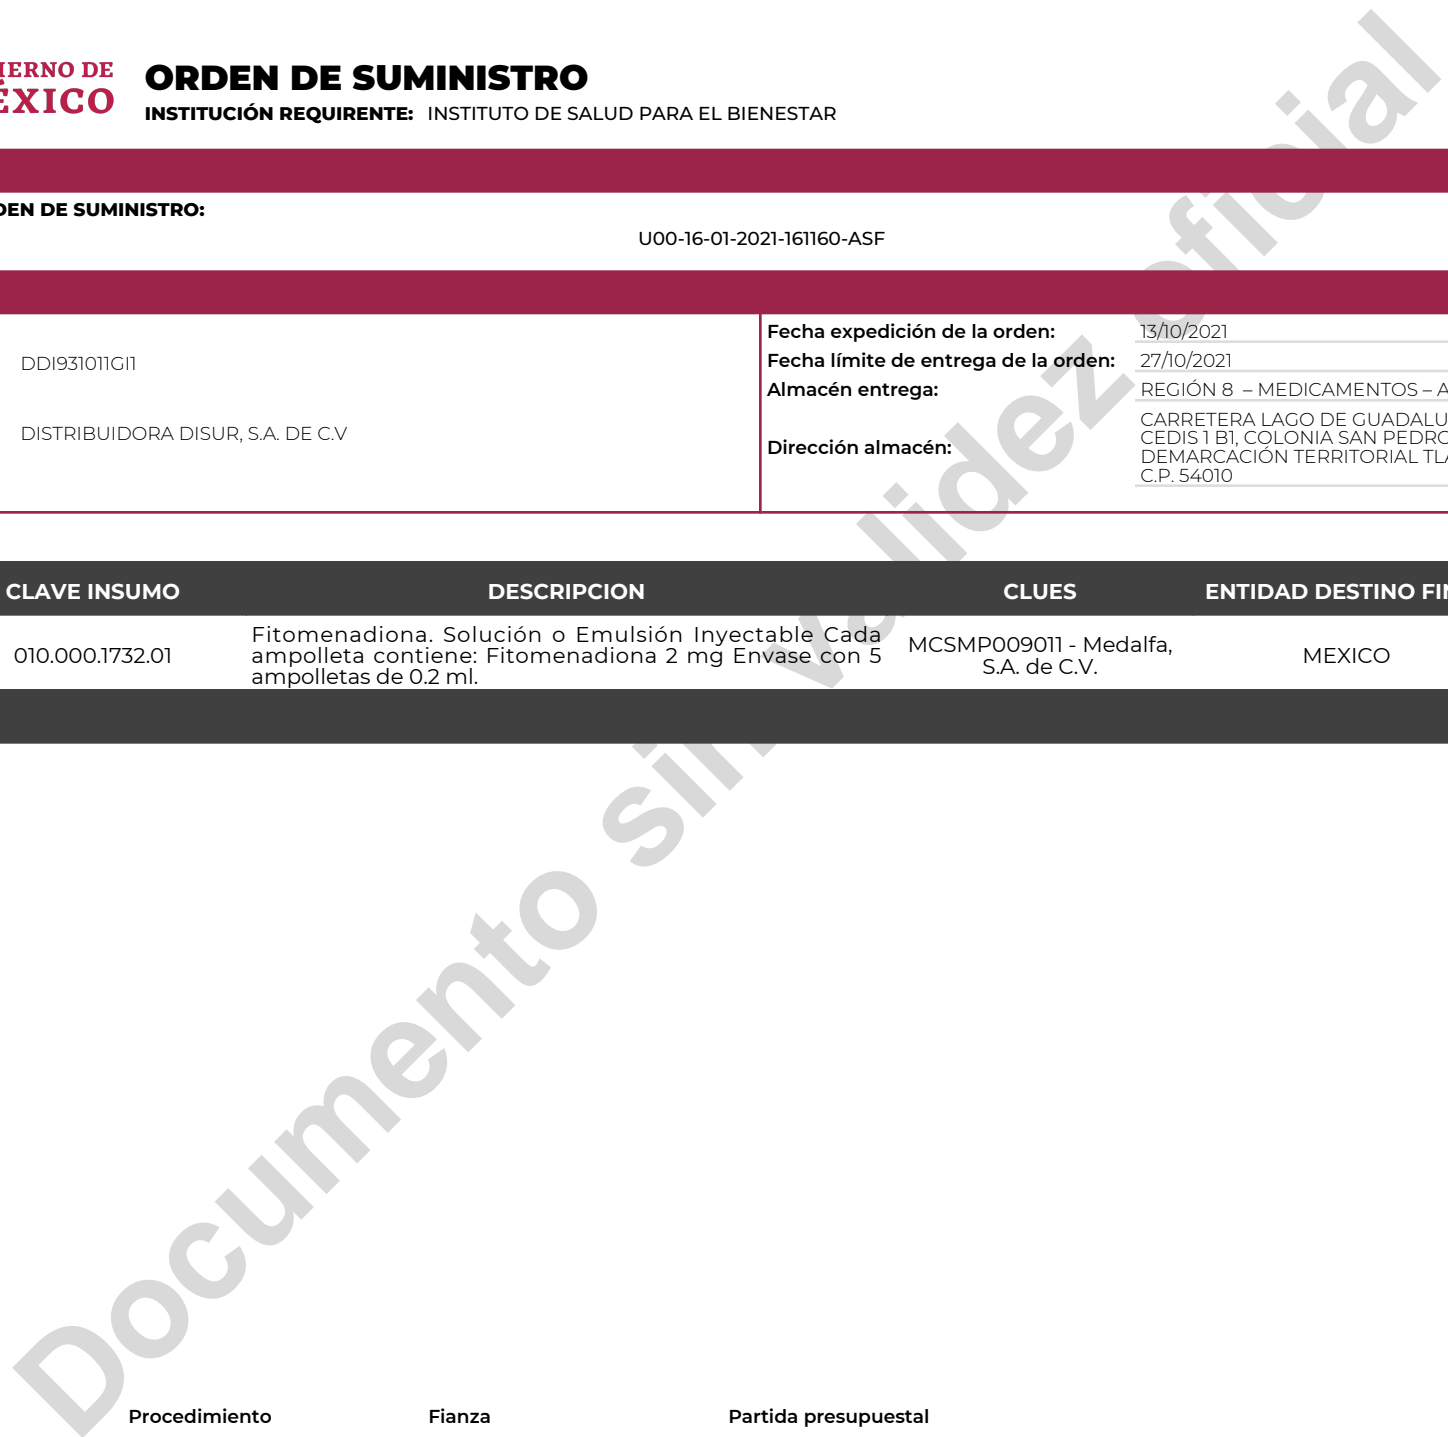 IERNO DE
ÉXICO
ORDEN DE SUMINISTRO
INSTITUCIÓN REQUIRENTE: INSTITUTO DE SALUD PARA EL BIENESTAR
DEN DE SUMINISTRO:
U00-16-01-2021-161160-ASF
DDI931011GI1
DISTRIBUIDORA DISUR, S.A. DE C.V
Fecha expedición de la orden: 13/10/2021
Fecha límite de entrega de la orden: 27/10/2021
Almacén entrega: REGIÓN 8 – MEDICAMENTOS – A
Dirección almacén:
CARRETERA LAGO DE GUADALU
CEDIS 1 B1, COLONIA SAN PEDRO
DEMARCACIÓN TERRITORIAL TLA
C.P. 54010
CLAVE INSUMO DESCRIPCION CLUES ENTIDAD DESTINO FIN
010.000.1732.01
Fitomenadiona. Solución o Emulsión Inyectable Cada
ampolleta contiene: Fitomenadiona 2 mg Envase con 5
ampolletas de 0.2 ml.
MCSMP009011 - Medalfa,
S.A. de C.V.
MEXICO
Documento sin validez oficial
Procedimiento Fianza Partida presupuestal